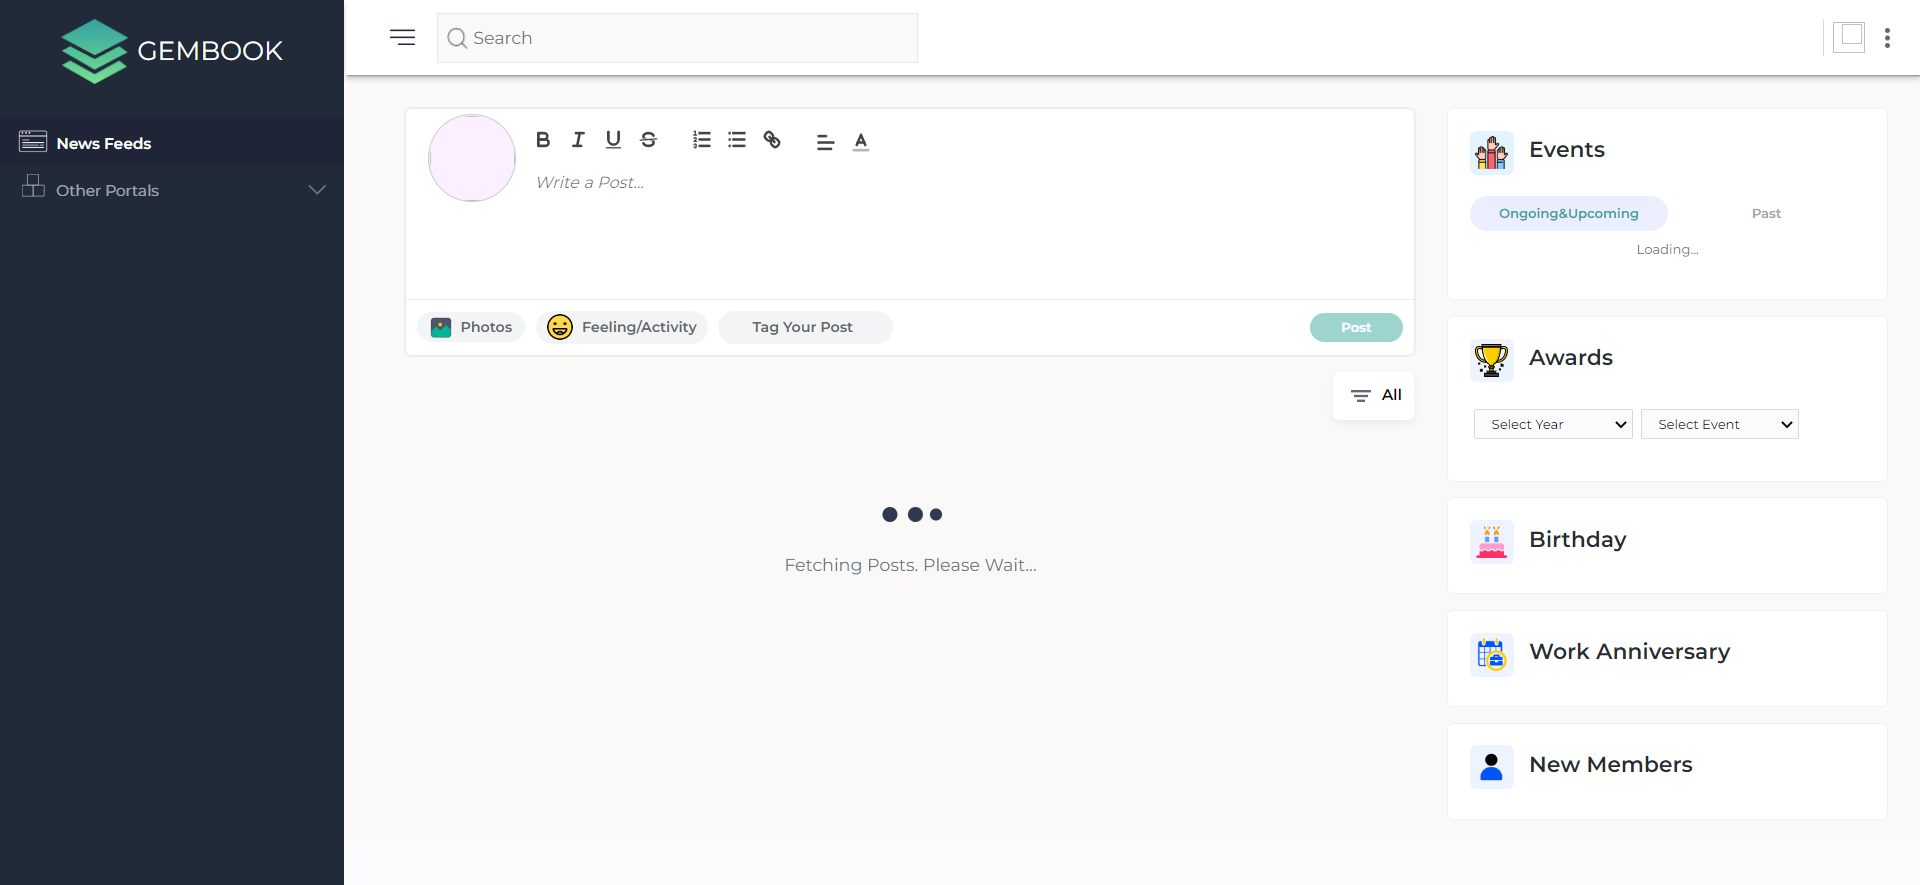 GEMBOOK
Search
News Feeds
Other Portals
Write a Post...
Photos
Feeling/Activity
Tag Your Post
Post
All
Fetching Posts. Please Wait...
Events
Ongoing&Upcoming
Past
Loading...
Awards
Select Year
Select Event
Birthday
Work Anniversary
New Members